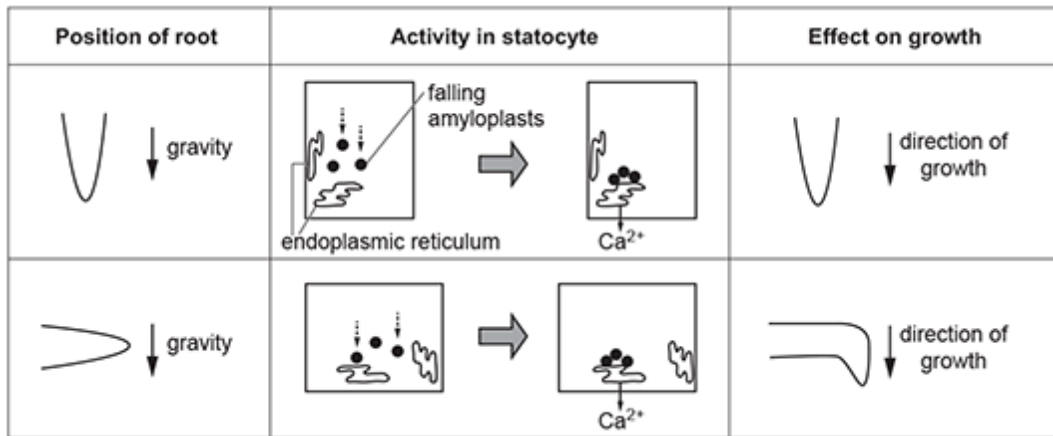 Position of root
Activity in statocyte
Effect on growth
gravity
falling
amyloplasts
endoplasmic reticulum
Ca²⁺
direction of
growth
gravity
Ca²⁺
direction of
growth